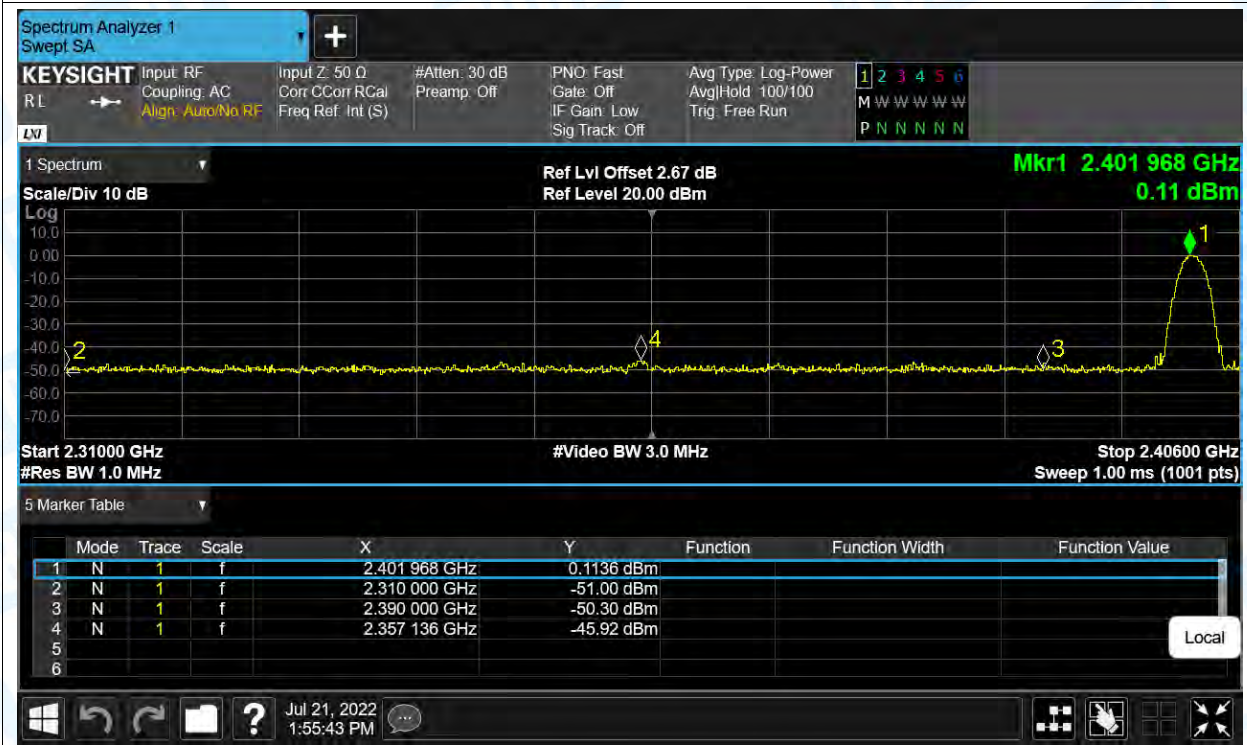 Spectrum Analyzer 1
Swept SA
+
KEYSIGHT Input: RF Input Z: 50 Ω #Atten: 30 dB PNO: Fast Avg Type: Log-Power 1 2 3 4 5 6
R L Coupling: AC Corr CCorr RCal Preamp: Off Gate: Off Avg|Hold: 100/100 M W W W W W
Align: Auto/No RF Freq Ref: Int (S) IF Gain: Low Trig: Free Run
LXI Sig Track: Off P N N N N N
1 Spectrum Ref Lvl Offset 2.67 dB Mkr1 2.401 968 GHz
Scale/Div 10 dB Ref Level 20.00 dBm 0.11 dBm
Log
10.0
1
0.00
-10.0
-20.0
-30.0
-40.0
2 4 3
-50.0
-60.0
-70.0
Start 2.31000 GHz #Video BW 3.0 MHz Stop 2.40600 GHz
#Res BW 1.0 MHz Sweep 1.00 ms (1001 pts)
5 Marker Table
Mode Trace Scale X Y Function Function Width Function Value
1 N 1 f 2.401 968 GHz 0.1136 dBm
2 N 1 f 2.310 000 GHz -51.00 dBm
3 N 1 f 2.390 000 GHz -50.30 dBm
4 N 1 f 2.357 136 GHz -45.92 dBm
5
6
Local
? Jul 21, 2022
1:55:43 PM